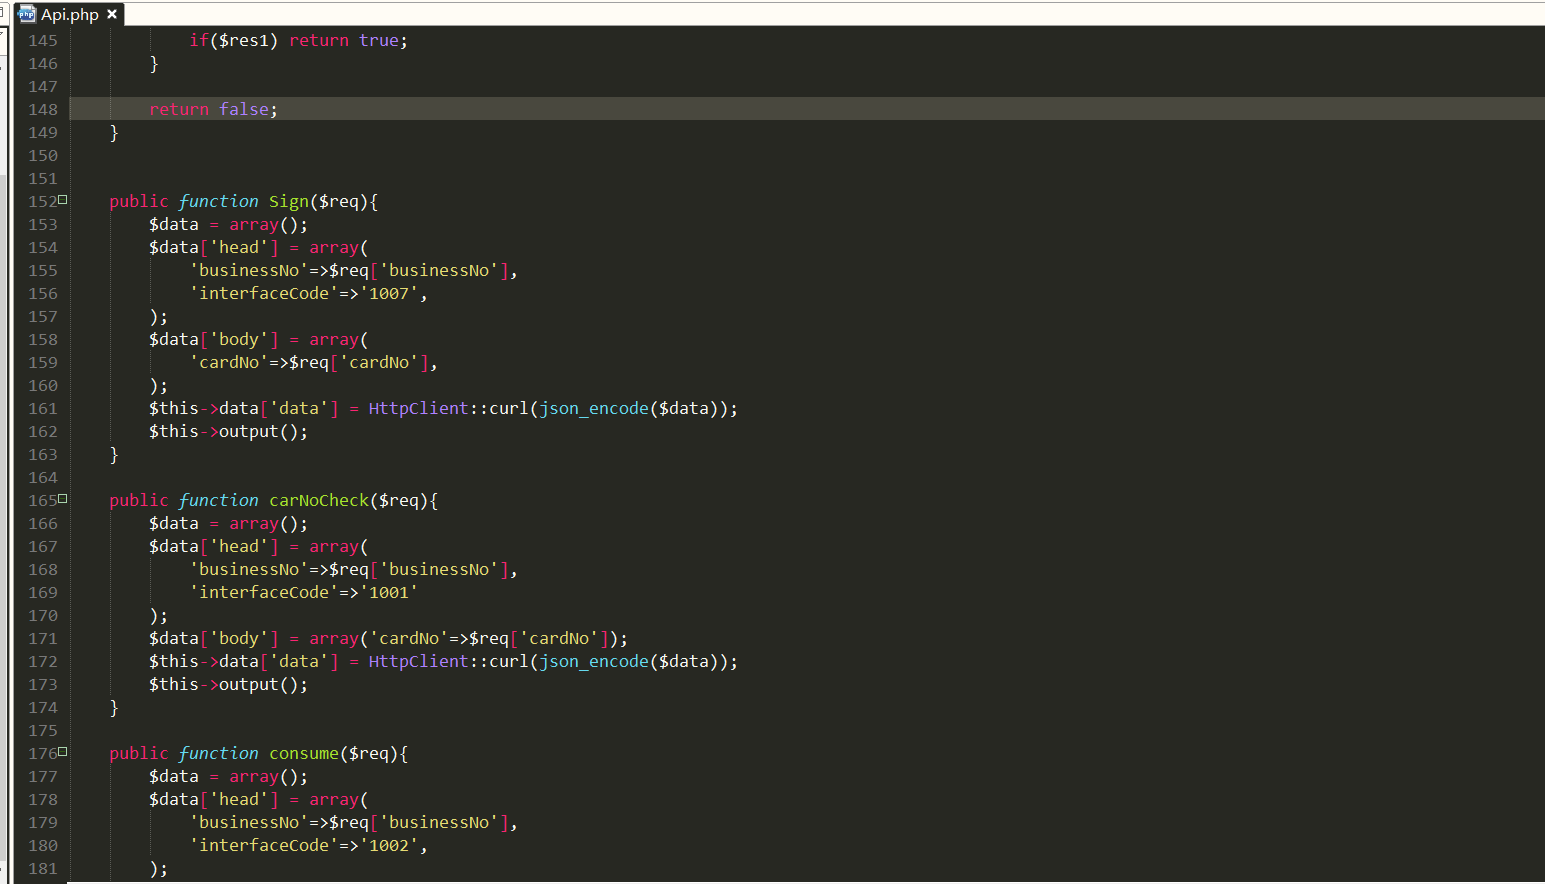 Api.php ×
145 if($res1) return true;
146 }
147
148 return false;
149 }
150
151
152 public function Sign($req){
153 $data = array();
154 $data['head'] = array(
155 'businessNo'=>$req['businessNo'],
156 'interfaceCode'=>'1007',
157 );
158 $data['body'] = array(
159 'cardNo'=>$req['cardNo'],
160 );
161 $this->data['data'] = HttpClient::curl(json_encode($data));
162 $this->output();
163 }
164
165 public function carNoCheck($req){
166 $data = array();
167 $data['head'] = array(
168 'businessNo'=>$req['businessNo'],
169 'interfaceCode'=>'1001'
170 );
171 $data['body'] = array('cardNo'=>$req['cardNo']);
172 $this->data['data'] = HttpClient::curl(json_encode($data));
173 $this->output();
174 }
175
176 public function consume($req){
177 $data = array();
178 $data['head'] = array(
179 'businessNo'=>$req['businessNo'],
180 'interfaceCode'=>'1002',
181 );